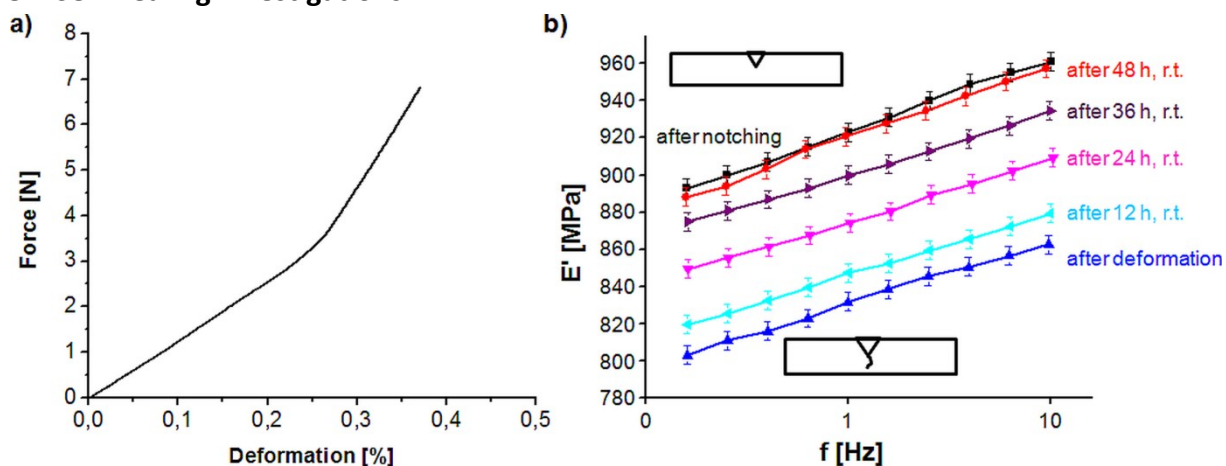 a)
8
7
6
5
4
3
2
1
0
Force [N]
0,0 0,1 0,2 0,3 0,4 0,5
Deformation [%]
b)
960
940
920
900
880
860
840
820
800
780
E' [MPa]
0 1 10
f [Hz]
after notching
after 48 h, r.t.
after 36 h, r.t.
after 24 h, r.t.
after 12 h, r.t.
after deformation